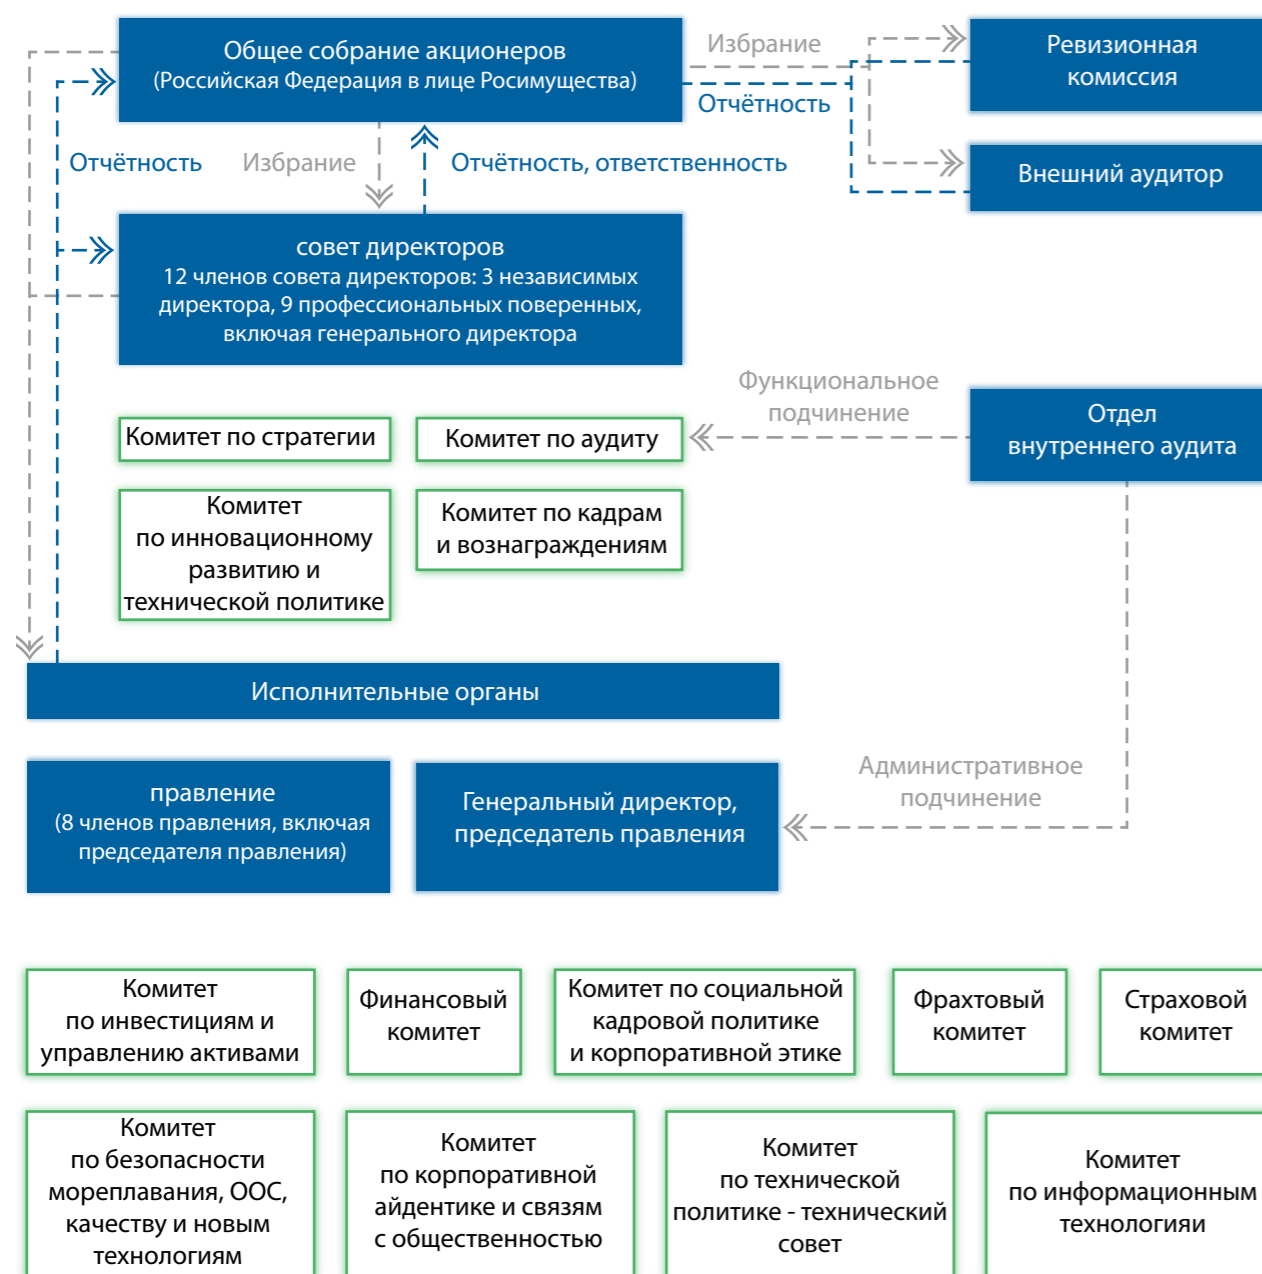 Общее собрание акционеров
(Российская Федерация в лице Росимущества)
Избрание
Отчётность
Ревизионная
комиссия
Внешний аудитор
Отчётность
Избрание
Отчётность, ответственность
совет директоров
12 членов совета директоров: 3 независимых
директора, 9 профессиональных поверенных,
включая генерального директора
Функциональное
подчинение
Отдел
внутреннего аудита
Комитет по стратегии
Комитет по аудиту
Комитет
по инновационному
развитию и
технической политике
Комитет по кадрам
и вознаграждениям
Исполнительные органы
правление
(8 членов правления, включая
председателя правления)
Генеральный директор,
председатель правления
Административное
подчинение
Комитет
по инвестициям и
управлению активами
Финансовый
комитет
Комитет по социальной
кадровой политике
и корпоративной этике
Фрахтовый
комитет
Страховой
комитет
Комитет
по безопасности
мореплавания, ООС,
качеству и новым
технологиям
Комитет
по корпоративной
айдентике и связям
с общественностью
Комитет
по технической
политике - технический
совет
Комитет
по информационным
технологияи